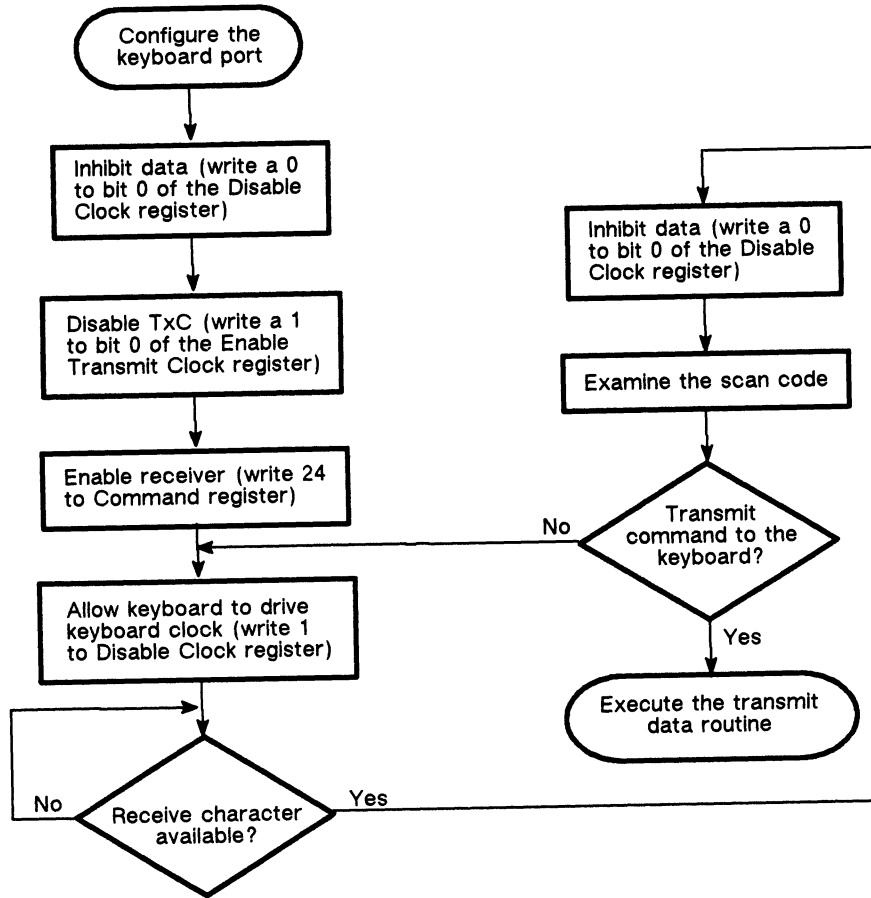 Configure the
keyboard port
Inhibit data (write a 0
to bit 0 of the Disable
Clock register)
Disable TxC (write a 1
to bit 0 of the Enable
Transmit Clock register)
Enable receiver (write 24
to Command register)
Allow keyboard to drive
keyboard clock (write 1
to Disable Clock register)
Receive character
available?
No
Yes
Inhibit data (write a 0
to bit 0 of the Disable
Clock register)
Examine the scan code
Transmit
command to the
keyboard?
No
Yes
Execute the transmit
data routine